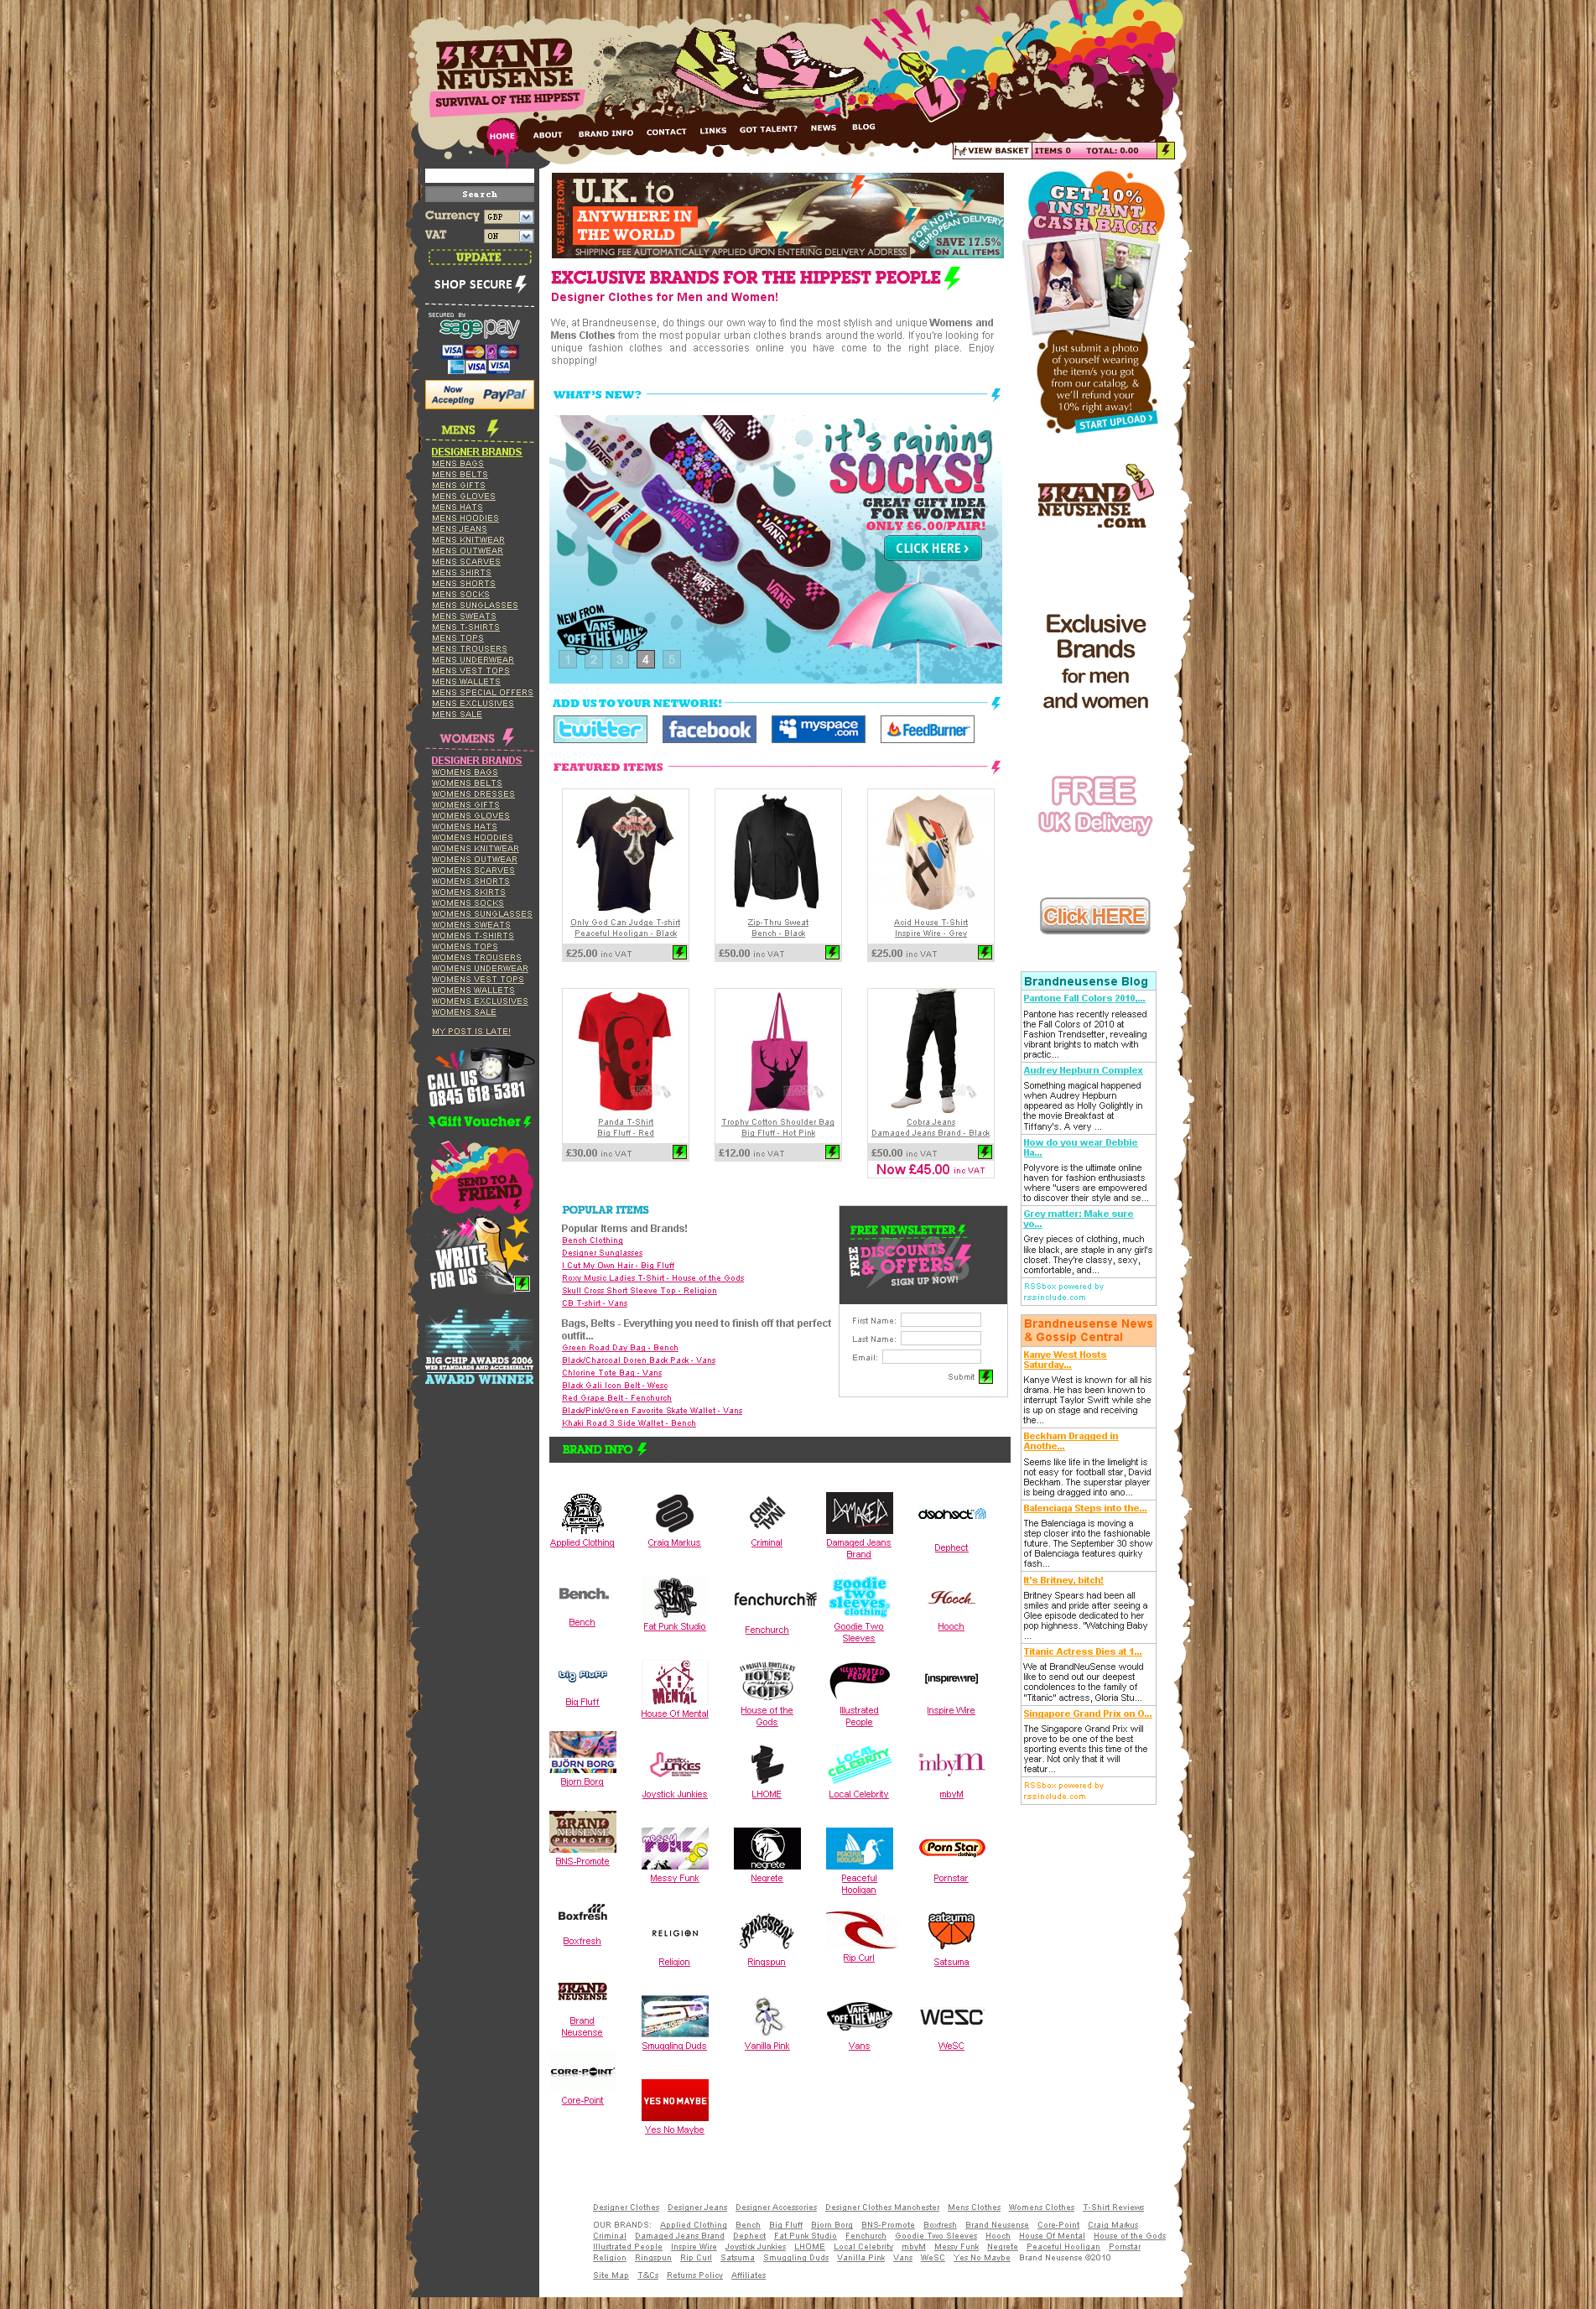 BRAND
NEUSENSE
SURVIVAL OF THE HIPPEST
HOME
ABOUT
BRAND INFO
CONTACT
LINKS
GOT TALENT?
NEWS
BLOG
VIEW BASKET
ITEMS 0
TOTAL: 0.00
Search
Currency
GBP
VAT
ON
UPDATE
SHOP SECURE
SECURED BY
sagepay
Now
Accepting
PayPal
MENS
DESIGNER BRANDS
MENS BAGS
MENS BELTS
MENS GIFTS
MENS GLOVES
MENS HATS
MENS HOODIES
MENS JEANS
MENS KNITWEAR
MENS OUTWEAR
MENS SCARVES
MENS SHIRTS
MENS SHORTS
MENS SOCKS
MENS SUNGLASSES
MENS SWEATS
MENS T-SHIRTS
MENS TOPS
MENS TROUSERS
MENS UNDERWEAR
MENS VEST TOPS
MENS WALLETS
MENS SPECIAL OFFERS
MENS EXCLUSIVES
MENS SALE
WOMENS
DESIGNER BRANDS
WOMENS BAGS
WOMENS BELTS
WOMENS DRESSES
WOMENS GIFTS
WOMENS GLOVES
WOMENS HATS
WOMENS HOODIES
WOMENS KNITWEAR
WOMENS OUTWEAR
WOMENS SCARVES
WOMENS SHORTS
WOMENS SKIRTS
WOMENS SOCKS
WOMENS SUNGLASSES
WOMENS SWEATS
WOMENS T-SHIRTS
WOMENS TOPS
WOMENS TROUSERS
WOMENS UNDERWEAR
WOMENS VEST TOPS
WOMENS WALLETS
WOMENS EXCLUSIVES
WOMENS SALE
MY POST IS LATE!
CALL US
0845 618 5381
Gift Voucher
SEND TO A
FRIEND
WRITE
FOR US
BIG CHIP AWARDS 2006
WEB STANDARDS AND ACCESSIBILITY
AWARD WINNER
WE SHIP FROM
U.K. to
ANYWHERE IN
THE WORLD
SHIPPING FEE AUTOMATICALLY APPLIED UPON ENTERING DELIVERY ADDRESS
FOR NON-
EUROPEAN DELIVERY
SAVE 17.5%
ON ALL ITEMS
EXCLUSIVE BRANDS FOR THE HIPPEST PEOPLE
Designer Clothes for Men and Women!
We, at Brandneusense, do things our own way to find the most stylish and unique Womens and
Mens Clothes from the most popular urban clothes brands around the world. If you're looking for
unique fashion clothes and accessories online you have come to the right place. Enjoy
shopping!
WHAT'S NEW?
it's raining
SOCKS!
GREAT GIFT IDEA
FOR WOMEN
ONLY £6.00/PAIR!
CLICK HERE ›
NEW FROM
VANS
"OFF THE WALL"
1 2 3 4 5
ADD US TO YOUR NETWORK!
twitter
facebook
myspace.com
FeedBurner
FEATURED ITEMS
Only God Can Judge T-shirt
Peaceful Hooligan - Black
£25.00 inc VAT
Zip-Thru Sweat
Bench - Black
£50.00 inc VAT
Acid House T-Shirt
Inspire Wire - Grey
£25.00 inc VAT
Panda T-Shirt
Big Fluff - Red
£30.00 inc VAT
Trophy Cotton Shoulder Bag
Big Fluff - Hot Pink
£12.00 inc VAT
Cobra Jeans
Damaged Jeans Brand - Black
£50.00 inc VAT
Now £45.00 inc VAT
POPULAR ITEMS
Popular Items and Brands!
Bench Clothing
Designer Sunglasses
I Cut My Own Hair - Big Fluff
Roxy Music Ladies T-Shirt - House of the Gods
Skull Cross Short Sleeve Top - Religion
CB T-shirt - Vans
Bags, Belts - Everything you need to finish off that perfect
outfit...
Green Road Day Bag - Bench
Black/Charcoal Doren Back Pack - Vans
Chlorine Tote Bag - Vans
Black Gali Icon Belt - Wesc
Red Grape Belt - Fenchurch
Black/Pink/Green Favorite Skate Wallet - Vans
Khaki Road 3 Side Wallet - Bench
FREE NEWSLETTER
FREE
DISCOUNTS
& OFFERS
SIGN UP NOW!
First Name:
Last Name:
Email:
Submit
BRAND INFO
Applied Clothing
Craig Markus
Criminal
Damaged Jeans
Brand
Dephect
Bench
Fat Punk Studio
Fenchurch
Goodie Two
Sleeves
Hooch
Big Fluff
House Of Mental
House of the
Gods
Illustrated
People
Inspire Wire
Bjorn Borg
Joystick Junkies
LHOME
Local Celebrity
mbyM
BNS-Promote
Messy Funk
Negrete
Peaceful
Hooligan
Pornstar
Boxfresh
Religion
Ringspun
Rip Curl
Satsuma
Brand
Neusense
Smuggling Duds
Vanilla Pink
Vans
WeSC
Core-Point
Yes No Maybe
GET 10%
INSTANT
CASH BACK
Just submit a photo
of yourself wearing
the item/s you got
from our catalog, &
we'll refund your
10% right away!
START UPLOAD ›
BRAND
NEUSENSE
.com
Exclusive
Brands
for men
and women
FREE
UK Delivery
Click HERE
Brandneusense Blog
Pantone Fall Colors 2010,...
Pantone has recently released
the Fall Colors of 2010 at
Fashion Trendsetter, revealing
vibrant brights to match with
practic...
Audrey Hepburn Complex
Something magical happened
when Audrey Hepburn
appeared as Holly Golightly in
the movie Breakfast at
Tiffany's. A very ...
How do you wear Debbie
Ha...
Polyvore is the ultimate online
haven for fashion enthusiasts
where "users are empowered
to discover their style and se...
Grey matter: Make sure
yo...
Grey pieces of clothing, much
like black, are staple in any girl's
closet. They're classy, sexy,
comfortable, and...
RSSbox powered by
rssinclude.com
Brandneusense News
& Gossip Central
Kanye West Hosts
Saturday...
Kanye West is known for all his
drama. He has been known to
interrupt Taylor Swift while she
is up on stage and receiving
the...
Beckham Dragged in
Anothe...
Seems like life in the limelight is
not easy for football star, David
Beckham. The superstar player
is being dragged into ano...
Balenciaga Steps into the...
The Balenciaga is moving a
step closer into the fashionable
future. The September 30 show
of Balenciaga features quirky
fash...
It's Britney, bitch!
Britney Spears had been all
smiles and pride after seeing a
Glee episode dedicated to her
pop highness. "Watching Baby
...
Titanic Actress Dies at 1...
We at BrandNeuSense would
like to send out our deepest
condolences to the family of
"Titanic" actress, Gloria Stu...
Singapore Grand Prix on O...
The Singapore Grand Prix will
prove to be one of the best
sporting events this time of the
year. Not only that it will
featur...
RSSbox powered by
rssinclude.com
Designer Clothes Designer Jeans Designer Accessories Designer Clothes Manchester Mens Clothes Womens Clothes T-Shirt Reviews
OUR BRANDS: Applied Clothing Bench Big Fluff Bjorn Borg BNS-Promote Boxfresh Brand Neusense Core-Point Craig Markus
Criminal Damaged Jeans Brand Dephect Fat Punk Studio Fenchurch Goodie Two Sleeves Hooch House Of Mental House of the Gods
Illustrated People Inspire Wire Joystick Junkies LHOME Local Celebrity mbyM Messy Funk Negrete Peaceful Hooligan Pornstar
Religion Ringspun Rip Curl Satsuma Smuggling Duds Vanilla Pink Vans WeSC Yes No Maybe Brand Neusense ©2010
Site Map T&Cs Returns Policy Affiliates